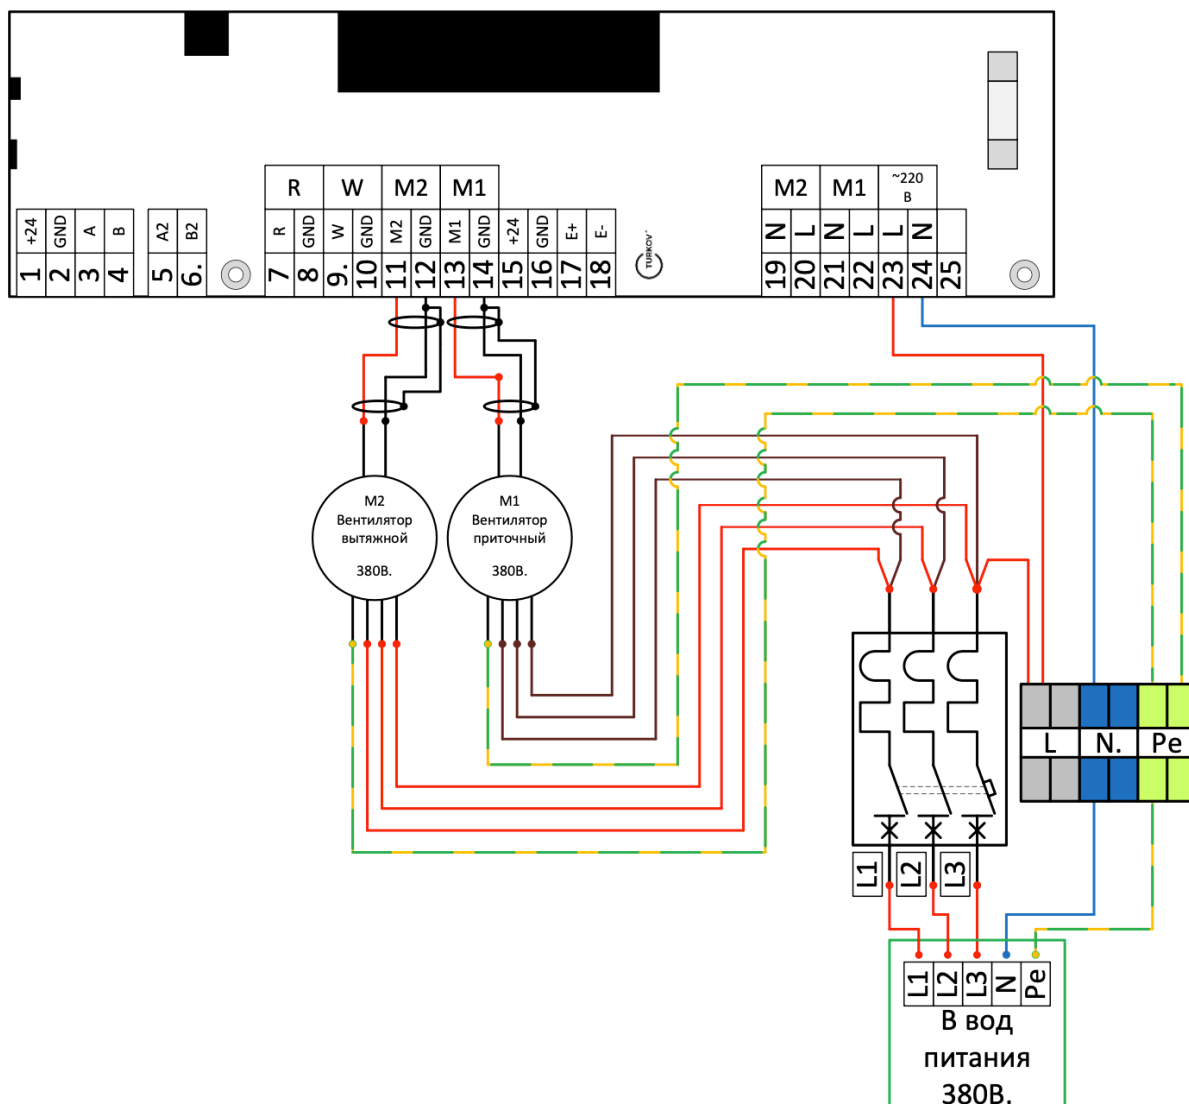 R W M2 M1
M2 M1 ~220
В
+24 GND A B A2 B2 R GND W GND M2 GND M1 GND +24 GND E+ E- N L N L L N
1 2 3 4 5 6. 7 8 9. 10 11 12 13 14 15 16 17 18 19 20 21 22 23 24 25
TURKOV
M2
Вентилятор
вытяжной
380В.
M1
Вентилятор
приточный
380В.
L N. Pe
L1 L2 L3
L1 L2 L3 N Pe
В вод
питания
380В.